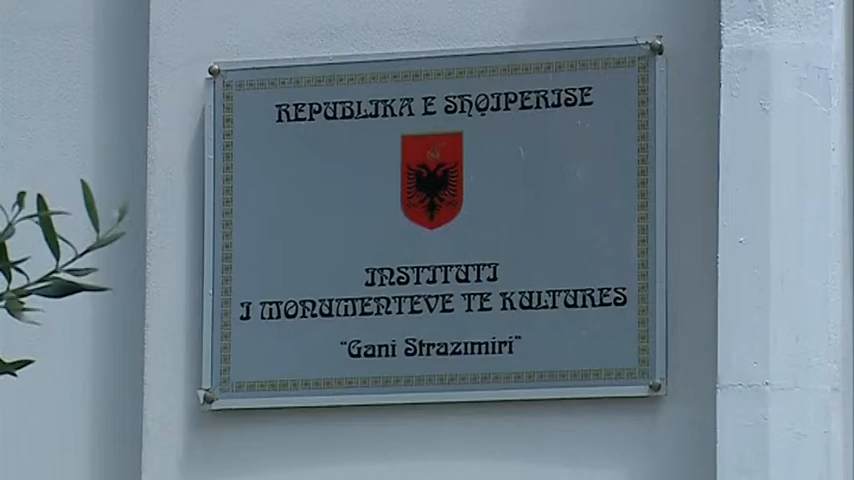 REPUBLIKA E SHQIPERISE
INSTITUTI
I MONUMENTEVE TE KULTURES
"Gani Strazimiri"